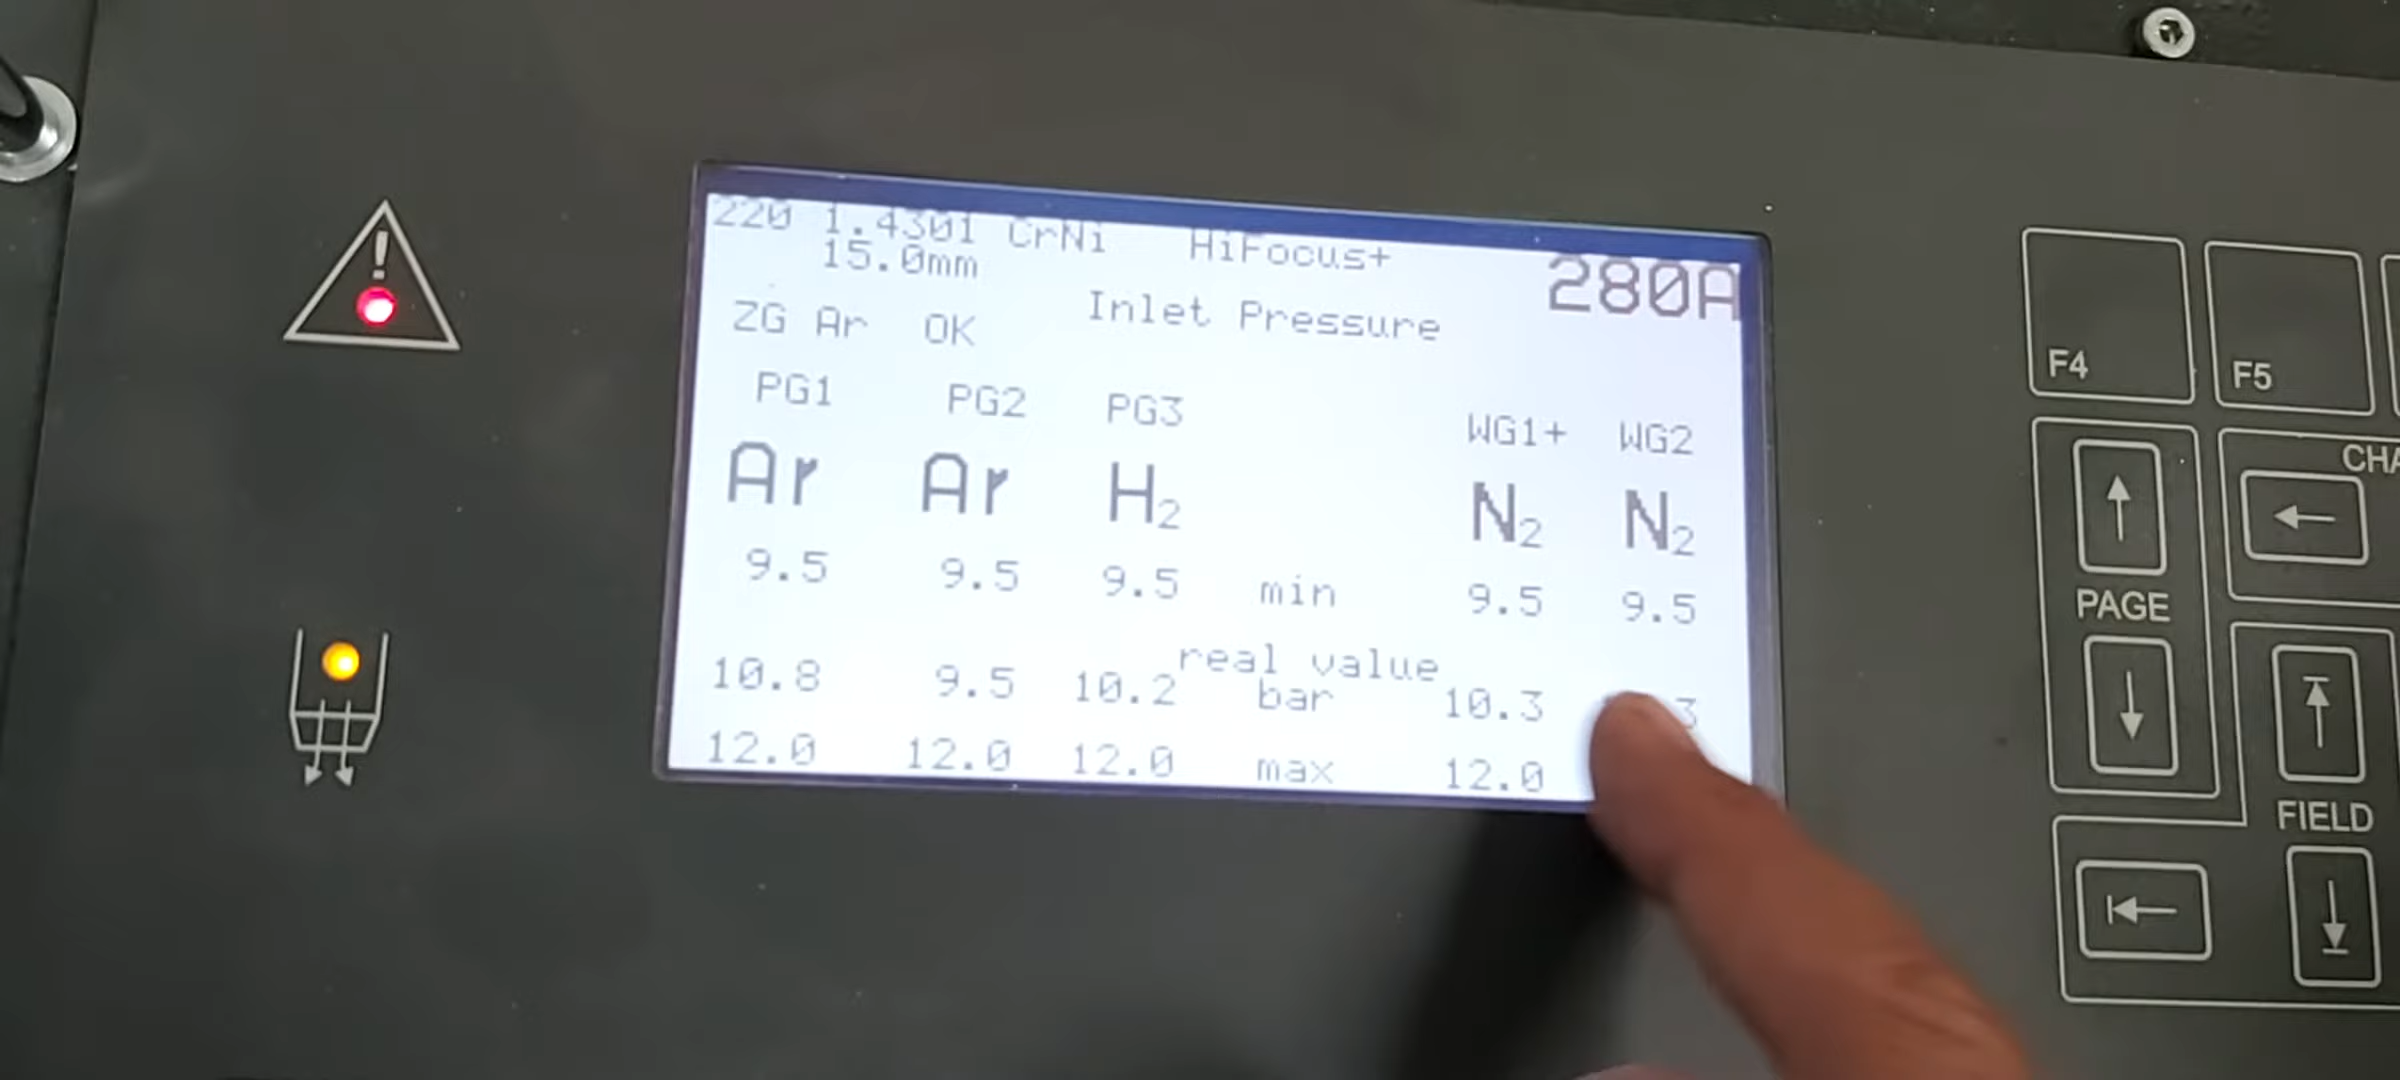 220 1.4301 CrNi HiFocus+
15.0mm 280A
ZG Ar OK Inlet Pressure
PG1 PG2 PG3 WG1+ WG2
Ar Ar H2 N2 N2
9.5 9.5 9.5 min 9.5 9.5
real value
10.8 9.5 10.2 bar 10.3
12.0 12.0 12.0 max 12.0
F4 F5
PAGE
FIELD